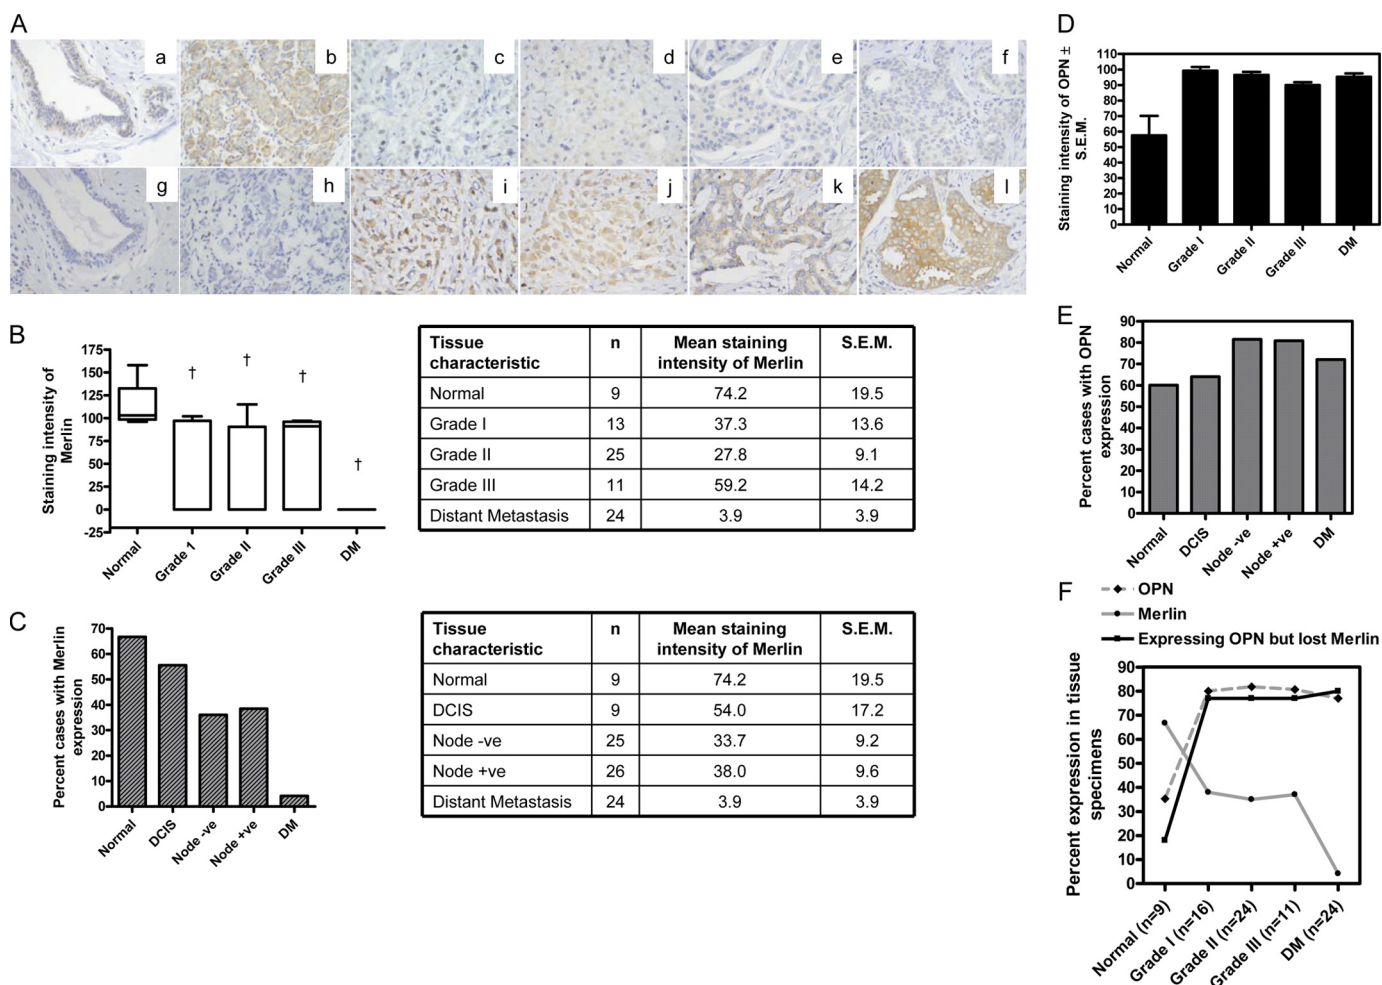 A
a
b
c
d
e
f
g
h
i
j
k
l
B
Staining intensity of
Merlin
175
150
125
100
75
50
25
0
-25
†
†
†
†
Normal
Grade 1
Grade II
Grade III
DM
Tissue characteristic n Mean staining intensity of Merlin S.E.M.
Normal 9 74.2 19.5
Grade I 13 37.3 13.6
Grade II 25 27.8 9.1
Grade III 11 59.2 14.2
Distant Metastasis 24 3.9 3.9
C
Percent cases with Merlin
expression
70
60
50
40
30
20
10
0
Normal
DCIS
Node -ve
Node +ve
DM
Tissue characteristic n Mean staining intensity of Merlin S.E.M.
Normal 9 74.2 19.5
DCIS 9 54.0 17.2
Node -ve 25 33.7 9.2
Node +ve 26 38.0 9.6
Distant Metastasis 24 3.9 3.9
D
Staining intensity of OPN ±
S.E.M.
110
100
90
80
70
60
50
40
30
20
10
0
Normal
Grade I
Grade II
Grade III
DM
E
Percent cases with OPN
expression
90
80
70
60
50
40
30
20
10
0
Normal
DCIS
Node -ve
Node +ve
DM
F
OPN
Merlin
Expressing OPN but lost Merlin
Percent expression in tissue
specimens
90
80
70
60
50
40
30
20
10
0
Normal (n=9)
Grade I (n=16)
Grade II (n=24)
Grade III (n=11)
DM (n=24)